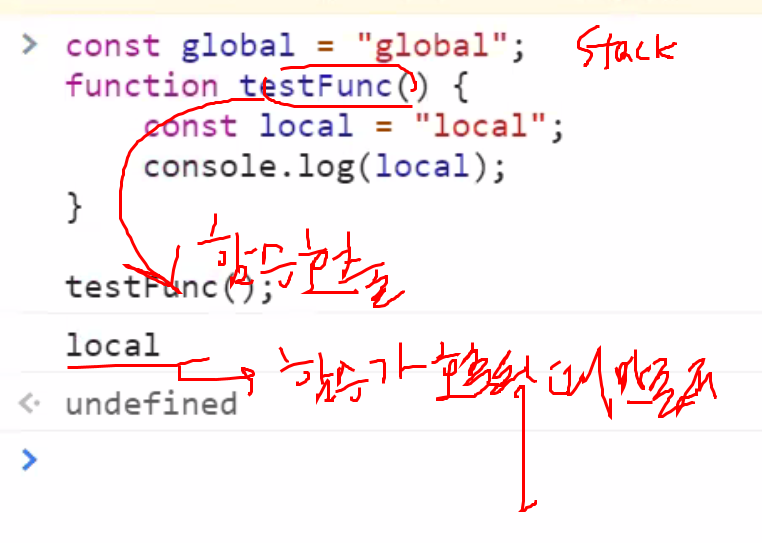 > const global = "global"; Stack
function testFunc() {
const local = "local";
console.log(local);
}
함수현출
testFunc();
local
함수가 호출될 때 만들어
undefined
>